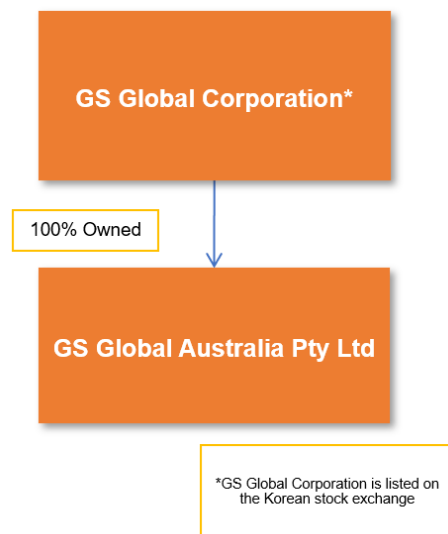 GS Global Corporation*
100% Owned
GS Global Australia Pty Ltd
*GS Global Corporation is listed on
the Korean stock exchange